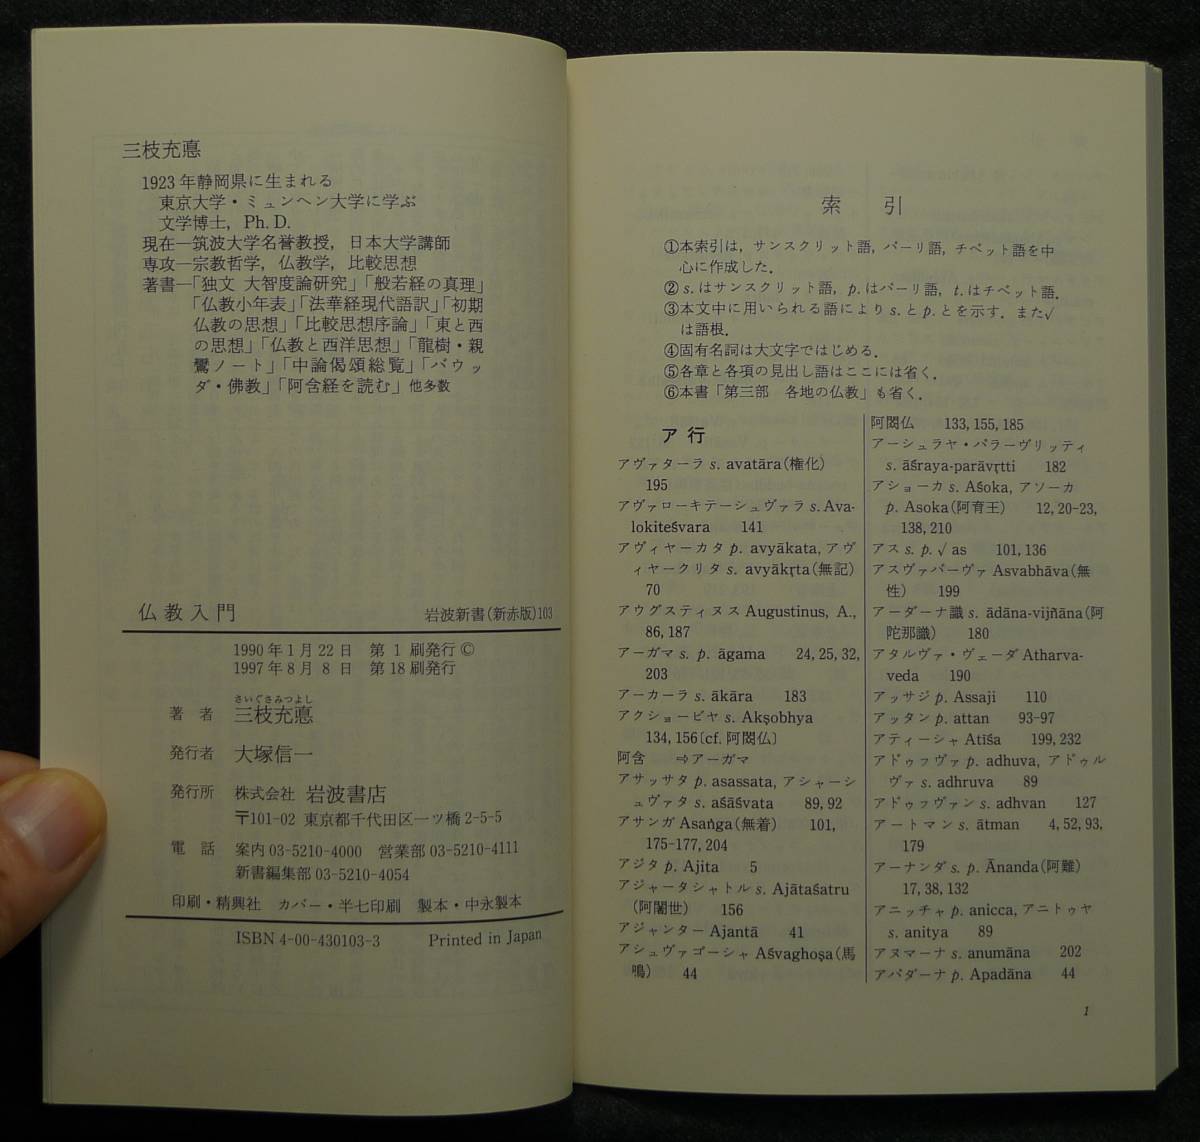 三枝充悳
1923年静岡県に生まれる
東京大学・ミュンヘン大学に学ぶ
文学博士，Ph. D.
現在―筑波大学名誉教授，日本大学講師
専攻―宗教哲学，仏教学，比較思想
著書―「独文 大智度論研究」「般若経の真理」
「仏教小年表」「法華経現代語訳」「初期
仏教の思想」「比較思想序論」「東と西
の思想」「仏教と西洋思想」「龍樹・親
鸞ノート」「中論偈頌総覧」「バウッ
ダ・佛教」「阿含経を読む」他多数
仏教入門 岩波新書(新赤版)103
1990年1月22日 第1刷発行©
1997年8月8日 第18刷発行
さいぐさみつよし
著者 三枝充悳
発行者 大塚信一
発行所 株式会社 岩波書店
〒101-02 東京都千代田区一ツ橋2-5-5
電話 案内03-5210-4000 営業部03-5210-4111
新書編集部03-5210-4054
印刷・精興社 カバー・半七印刷 製本・中永製本
ISBN4-00-430103-3 Printed in Japan
索引
①本索引は，サンスクリット語，パーリ語，チベット語を中
心に作成した．
②s.はサンスクリット語，p.はパーリ語，t.はチベット語．
③本文中に用いられる語によりs.とp.とを示す．また√
は語根．
④固有名詞は大文字ではじめる．
⑤各章と各項の見出し語はここには省く．
⑥本書「第三部 各地の仏教」も省く．
ア行
アヴァターラ s. avatāra(権化)
195
アヴァローキテーシュヴァラ s. Ava-
lokiteśvara 141
アヴィヤーカタ p. avyākata, アヴ
ィヤークリタ s. avyākṛta(無記)
70
アウグスティヌス Augustinus, A.,
86, 187
アーガマ s. p. āgama 24, 25, 32,
203
アーカーラ s. ākāra 183
アクショービヤ s. Akṣobhya
134, 156〔cf. 阿閦仏〕
阿含 ⇒アーガマ
アサッサタ p. asassata, アシャーシ
ュヴァタ s. aśāśvata 89, 92
アサンガ Asaṅga(無着) 101,
175-177, 204
アジタ p. Ajita 5
アジャータシャトル s. Ajātaśatru
(阿闍世) 156
アジャンター Ajantā 41
アシュヴァゴーシャ Aśvaghoṣa(馬
鳴) 44
阿閦仏 133, 155, 185
アーシュラヤ・パラーヴリッティ
s. āśraya-parāvṛtti 182
アショーカ s. Aśoka, アソーカ
p. Asoka(阿育王) 12, 20-23,
138, 210
アス s. p. √as 101, 136
アスヴァバーヴァ Asvabhāva(無
性) 199
アーダーナ識 s. ādāna-vijñāna(阿
陀那識) 180
アタルヴァ・ヴェーダ Atharva-
veda 190
アッサジ p. Assaji 110
アッタン p. attan 93-97
アティーシャ Atīśa 199, 232
アドゥッヴァ p. adhuva, アドゥル
ヴァ s. adhruva 89
アドゥッヴァン s. adhvan 127
アートマン s. ātman 4, 52, 93,
179
アーナンダ s. p. Ānanda(阿難)
17, 38, 132
アニッチャ p. anicca, アニトゥヤ
s. anitya 89
アヌマーナ s. anumāna 202
アパダーナ p. Apadāna 44
1